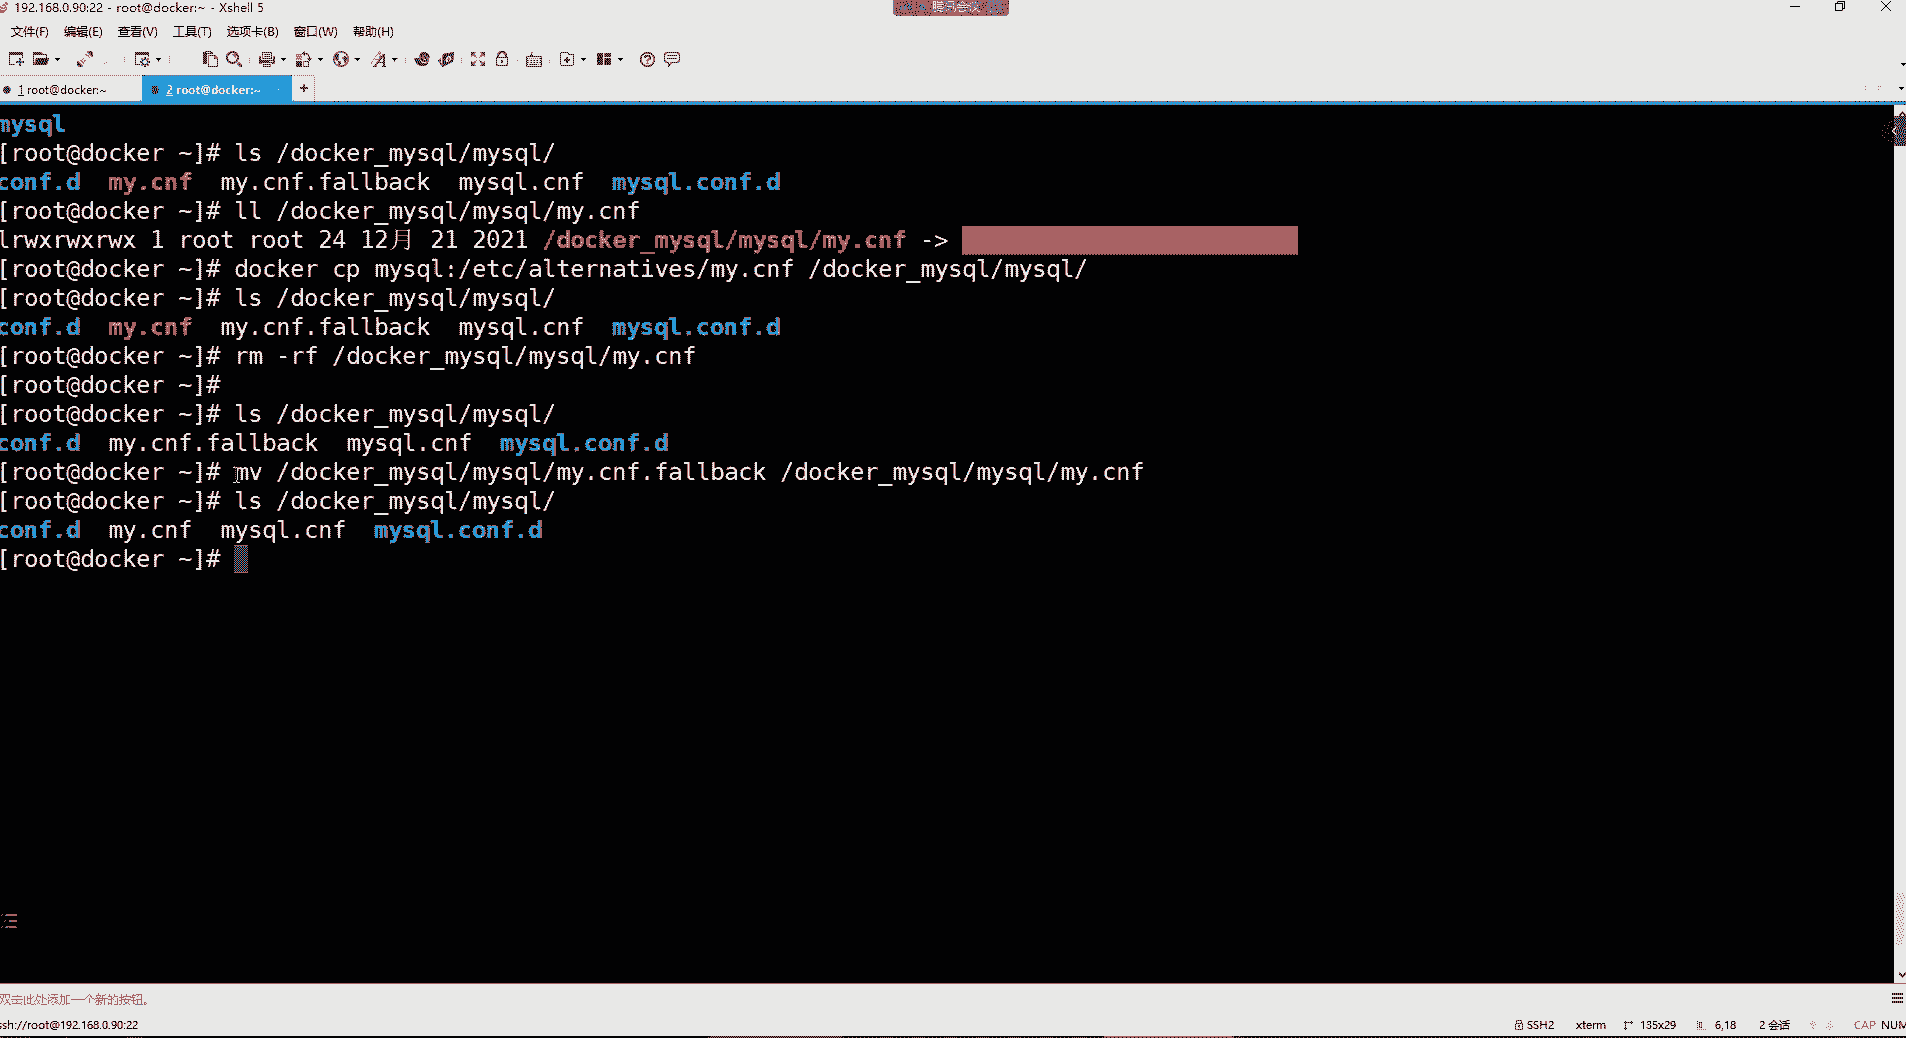 192.168.0.90:22 - root@docker:~ - Xshell 5
腾讯会议
文件(F) 编辑(E) 查看(V) 工具(T) 选项卡(B) 窗口(W) 帮助(H)
1 root@docker:~ 2 root@docker:~ +
mysql
[root@docker ~]# ls /docker_mysql/mysql/
conf.d my.cnf my.cnf.fallback mysql.cnf mysql.conf.d
[root@docker ~]# ll /docker_mysql/mysql/my.cnf
lrwxrwxrwx 1 root root 24 12月 21 2021 /docker_mysql/mysql/my.cnf ->
[root@docker ~]# docker cp mysql:/etc/alternatives/my.cnf /docker_mysql/mysql/
[root@docker ~]# ls /docker_mysql/mysql/
conf.d my.cnf my.cnf.fallback mysql.cnf mysql.conf.d
[root@docker ~]# rm -rf /docker_mysql/mysql/my.cnf
[root@docker ~]#
[root@docker ~]# ls /docker_mysql/mysql/
conf.d my.cnf.fallback mysql.cnf mysql.conf.d
[root@docker ~]# mv /docker_mysql/mysql/my.cnf.fallback /docker_mysql/mysql/my.cnf
[root@docker ~]# ls /docker_mysql/mysql/
conf.d my.cnf mysql.cnf mysql.conf.d
[root@docker ~]#
双击此处添加一个新的按钮。
ssh://root@192.168.0.90:22 SSH2 xterm 135x29 6,18 2 会话 CAP NUM